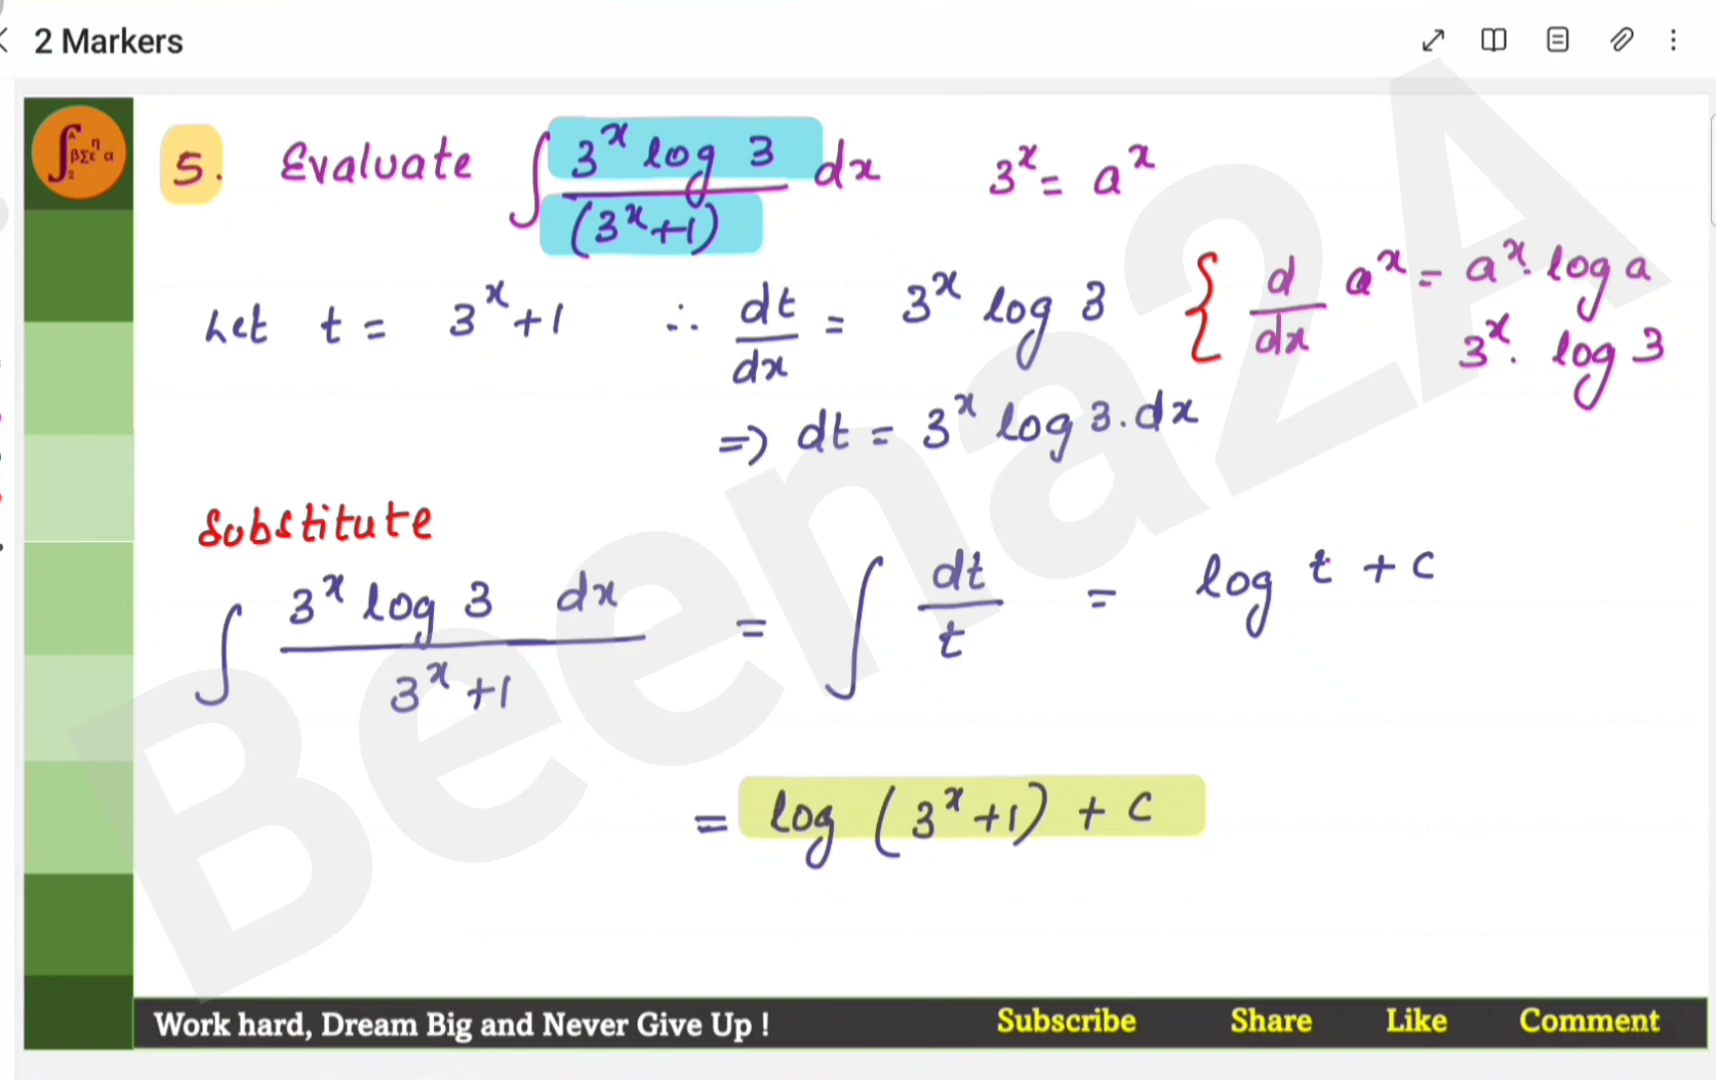 2 Markers
5. Evaluate ∫ 3^x log 3 / (3^x+1) dx 3^x = a^x
Let t = 3^x+1 ∴ dt/dx = 3^x log 3 { d/dx a^x = a^x. log a
3^x. log 3
=> dt = 3^x log 3.dx
Substitute
∫ 3^x log 3 dx / 3^x+1 = ∫ dt/t = log t + c
= log (3^x+1) + c
Beena2A
Work hard, Dream Big and Never Give Up ! Subscribe Share Like Comment